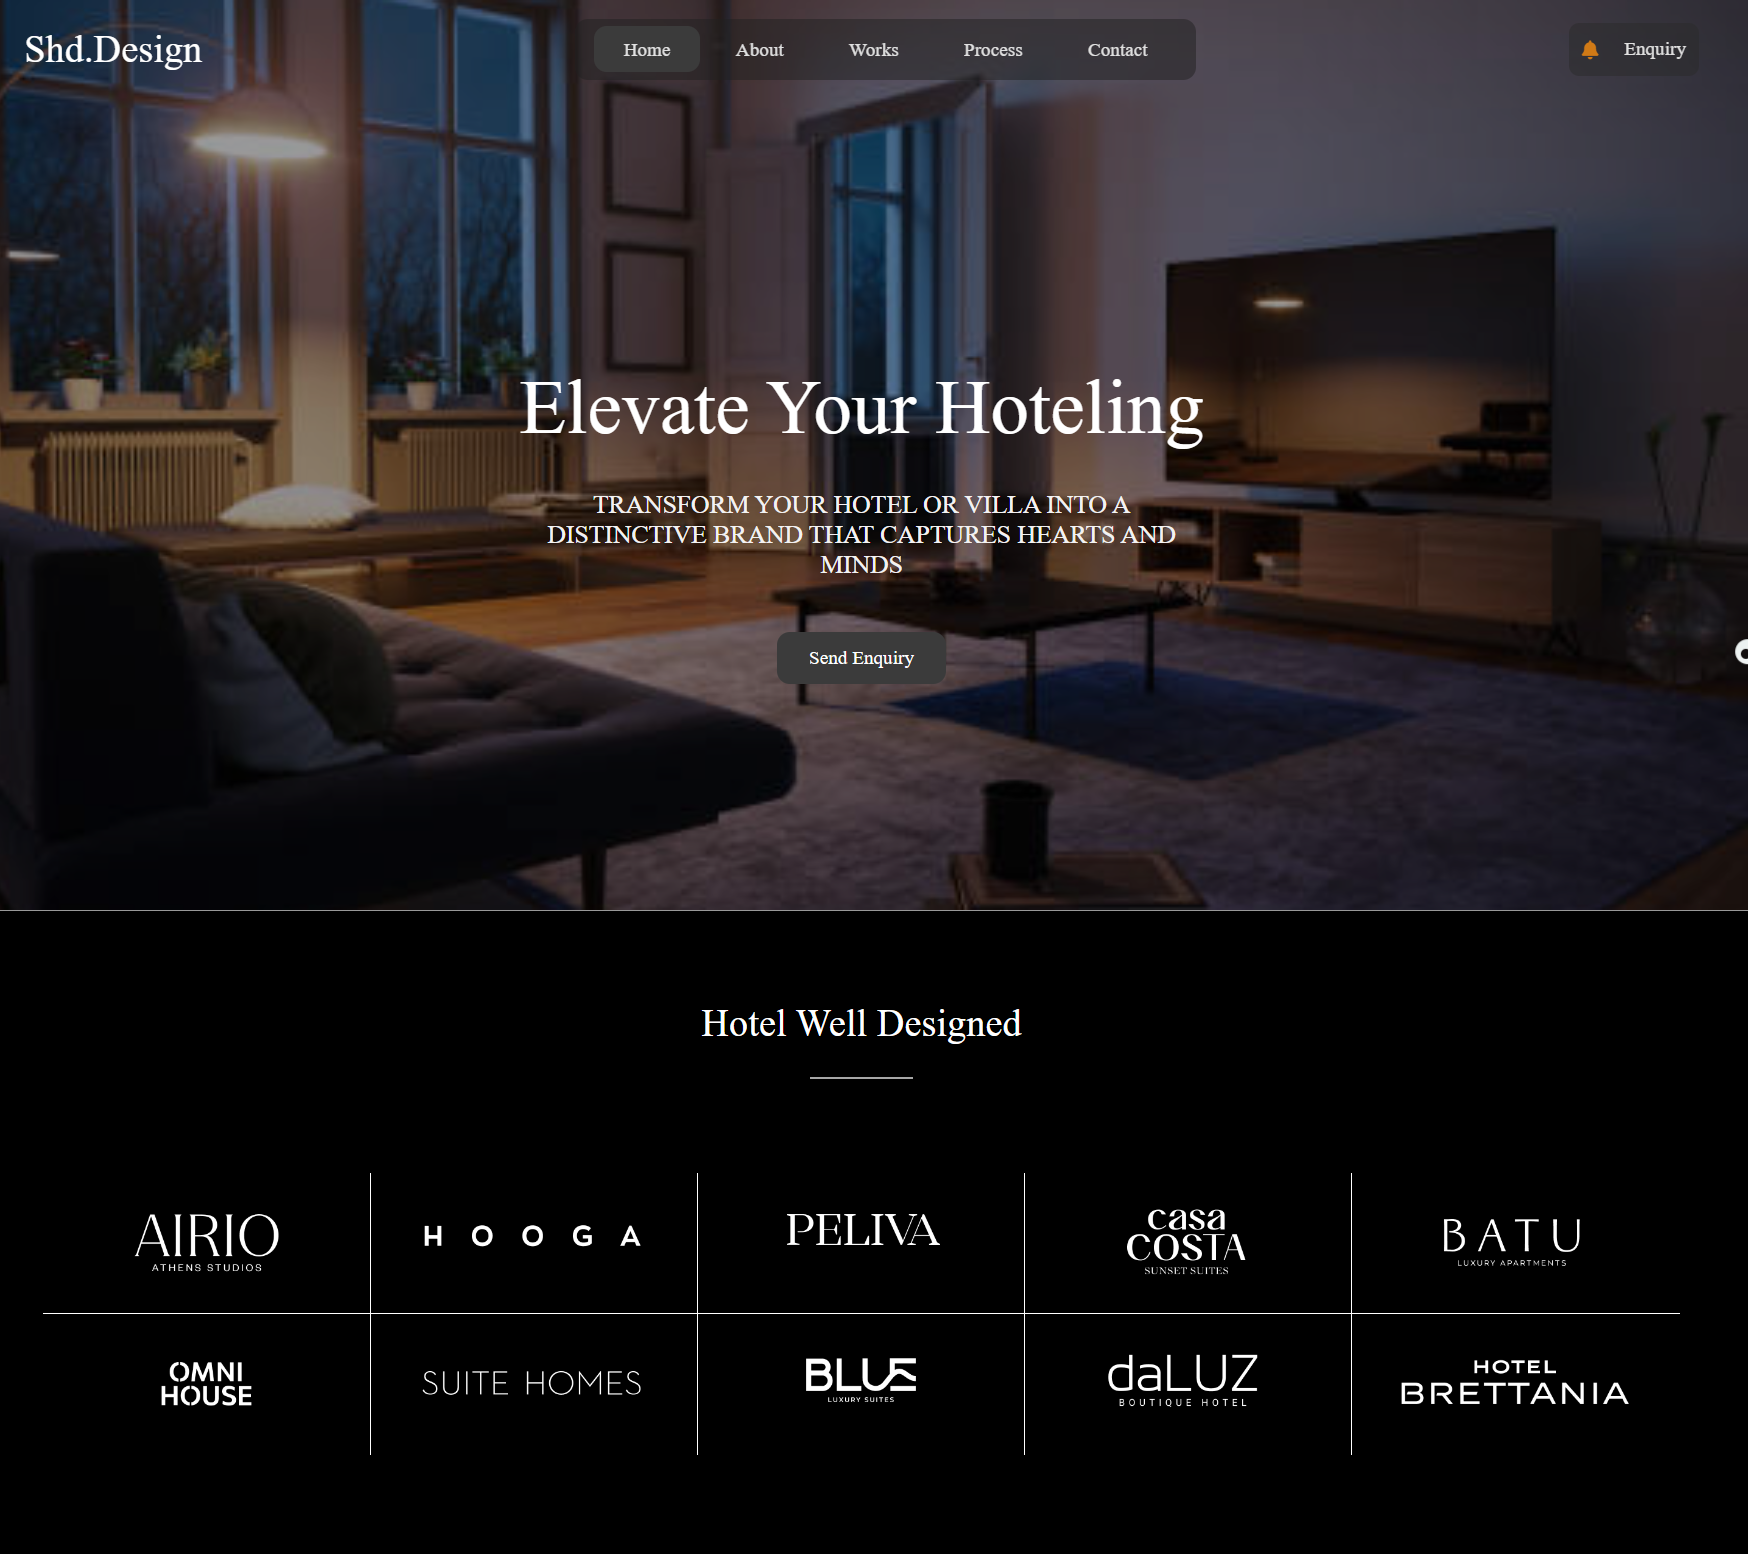 Shd.Design
Home
About
Works
Process
Contact
Enquiry
Elevate Your Hoteling
TRANSFORM YOUR HOTEL OR VILLA INTO A
DISTINCTIVE BRAND THAT CAPTURES HEARTS AND
MINDS
Send Enquiry
Hotel Well Designed
AIRIO
ATHENS STUDIOS
HOOGA
PELIVA
casa
COSTA
SUNSET SUITES
BATU
LUXURY APARTMENTS
OMNI
HOUSE
SUITE HOMES
BLUE
LUXURY SUITES
daLUZ
BOUTIQUE HOTEL
HOTEL
BRETTANIA